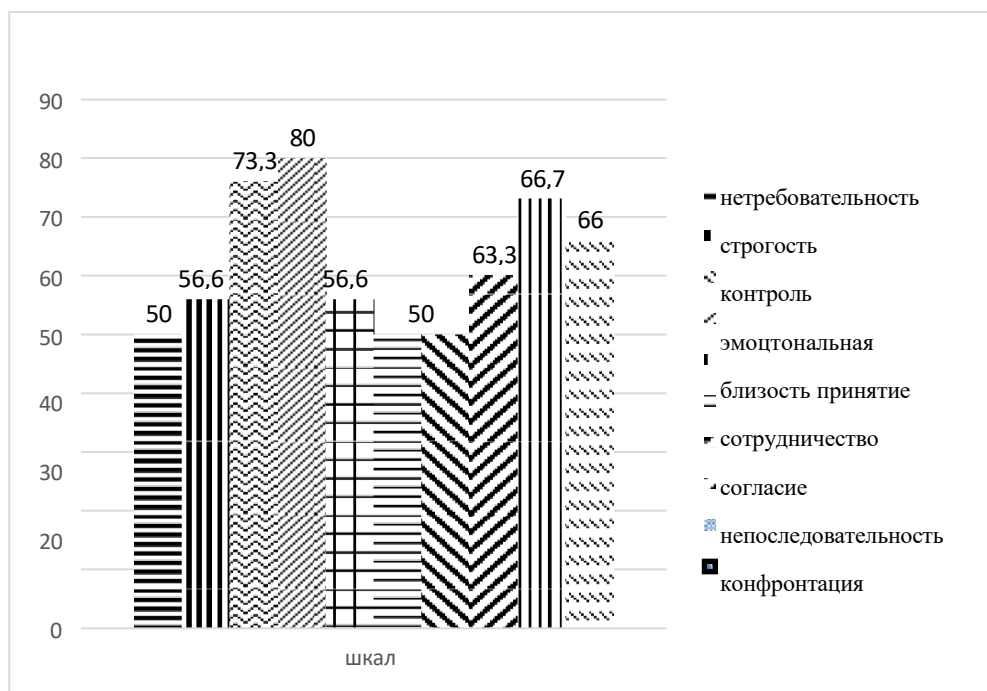 90
80
70
60
50
40
30
20
10
0
50
56,6
73,3
80
56,6
50
63,3
66,7
66
шкал
нетребовательность
строгость
контроль
эмоцтональная
близость принятие
сотрудничество
согласие
непоследовательность
конфронтация